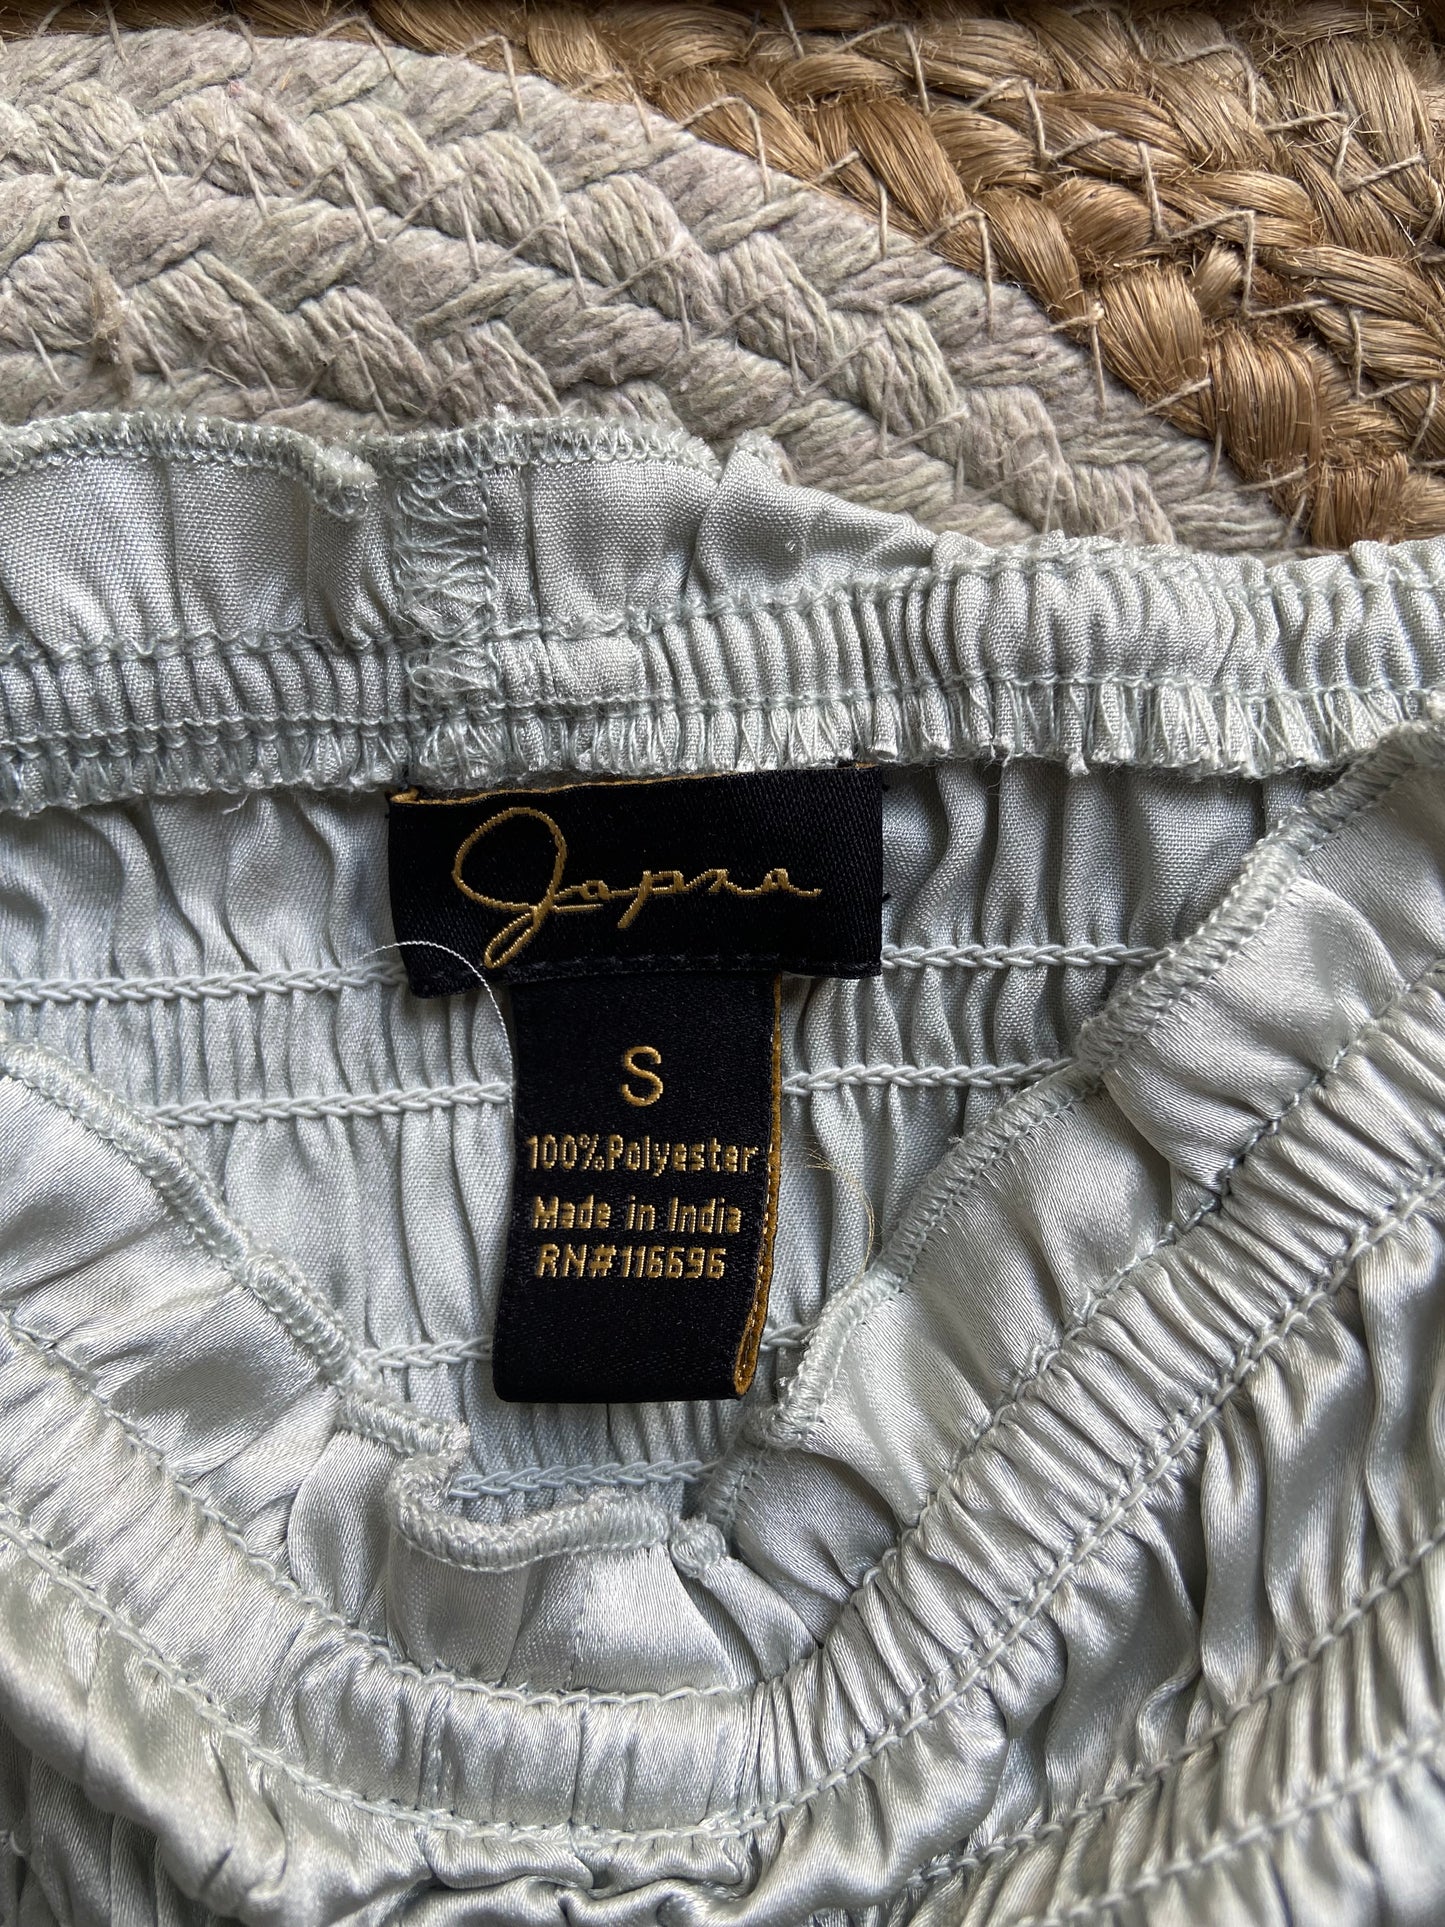 Japna
S
100%Polyester
Made in India
RN#116696